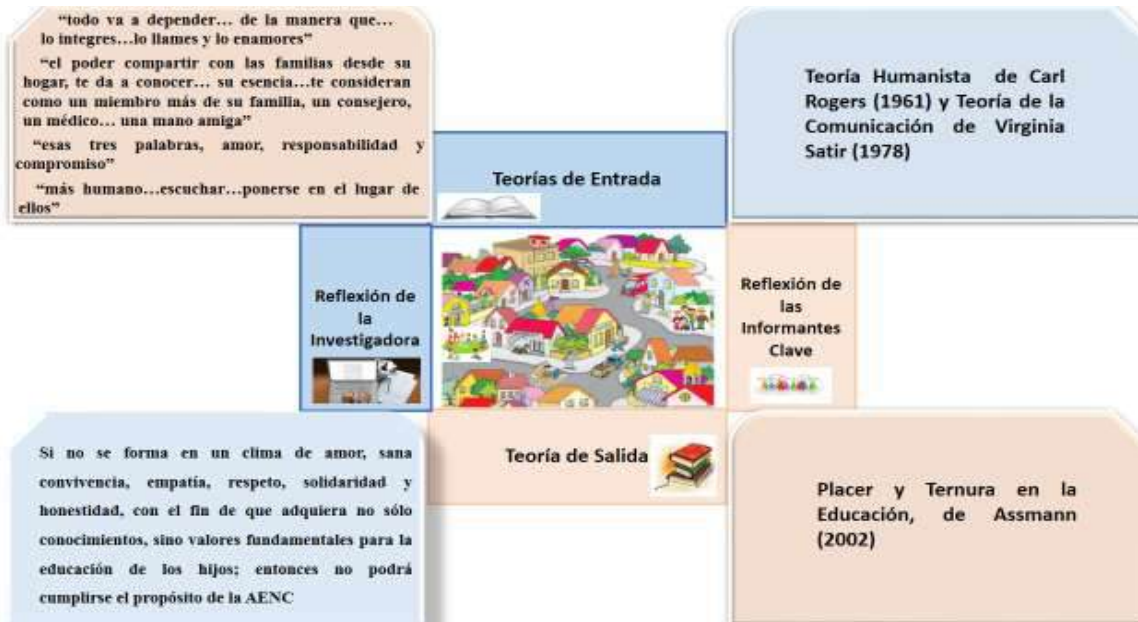 “todo va a depender… de la manera que…
lo integres…lo llames y lo enamores”
“el poder compartir con las familias desde su
hogar, te da a conocer… su esencia…te consideran
como un miembro más de su familia, un consejero,
un médico… una mano amiga”
“esas tres palabras, amor, responsabilidad y
compromiso”
“más humano…escuchar…ponerse en el lugar de
ellos”
Teoría Humanista de Carl
Rogers (1961) y Teoría de la
Comunicación de Virginia
Satir (1978)
Teorías de Entrada
Reflexión de
la
Investigadora
Reflexión de
las
Informantes
Clave
Teoría de Salida
Si no se forma en un clima de amor, sana
convivencia, empatía, respeto, solidaridad y
honestidad, con el fin de que adquiera no sólo
conocimientos, sino valores fundamentales para la
educación de los hijos; entonces no podrá
cumplirse el propósito de la AENC
Placer y Ternura en la
Educación, de Assmann
(2002)